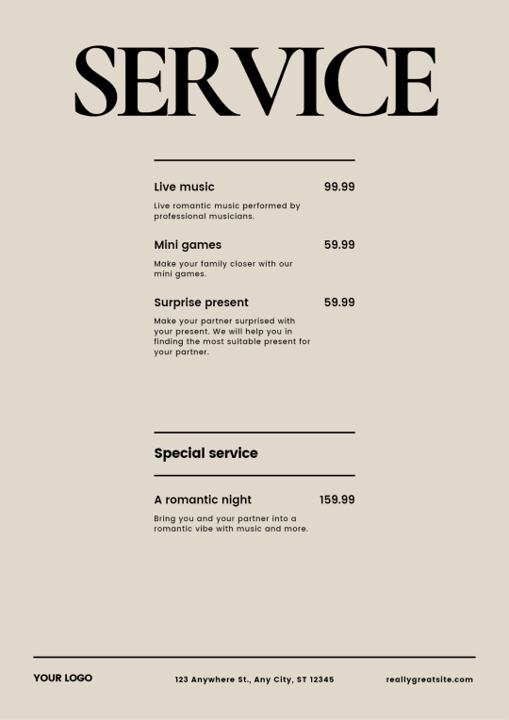 SERVICE
Live music 99.99
Live romantic music performed by
professional musicians.
Mini games 59.99
Make your family closer with our
mini games.
Surprise present 59.99
Make your partner surprised with
your present. We will help you in
finding the most suitable present for
your partner.
Special service
A romantic night 159.99
Bring you and your partner into a
romantic vibe with music and more.
YOUR LOGO 123 Anywhere St., Any City, ST 12345 reallygreatsite.com